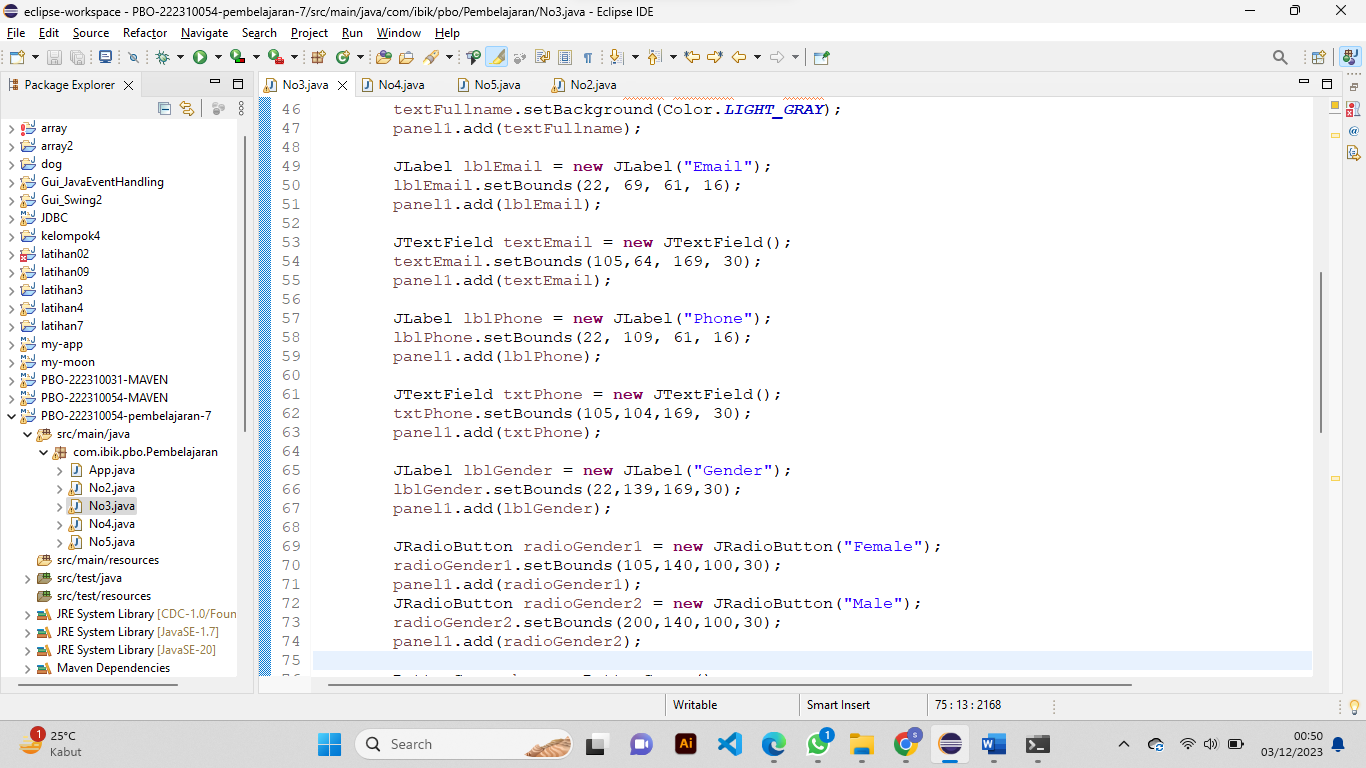 eclipse-workspace - PBO-222310054-pembelajaran-7/src/main/java/com/ibik/pbo/Pembelajaran/No3.java - Eclipse IDE
File Edit Source Refactor Navigate Search Project Run Window Help
Package Explorer
array
array2
dog
Gui_JavaEventHandling
Gui_Swing2
JDBC
kelompok4
latihan02
latihan09
latihan3
latihan4
latihan7
my-app
my-moon
PBO-222310031-MAVEN
PBO-222310054-MAVEN
PBO-222310054-pembelajaran-7
src/main/java
com.ibik.pbo.Pembelajaran
App.java
No2.java
No3.java
No4.java
No5.java
src/main/resources
src/test/java
src/test/resources
JRE System Library [CDC-1.0/Foun
JRE System Library [JavaSE-1.7]
JRE System Library [JavaSE-20]
Maven Dependencies
No3.java No4.java No5.java No2.java
46 textFullname.setBackground(Color.LIGHT_GRAY);
47 panel1.add(textFullname);
48
49 JLabel lblEmail = new JLabel("Email");
50 lblEmail.setBounds(22, 69, 61, 16);
51 panel1.add(lblEmail);
52
53 JTextField textEmail = new JTextField();
54 textEmail.setBounds(105,64, 169, 30);
55 panel1.add(textEmail);
56
57 JLabel lblPhone = new JLabel("Phone");
58 lblPhone.setBounds(22, 109, 61, 16);
59 panel1.add(lblPhone);
60
61 JTextField txtPhone = new JTextField();
62 txtPhone.setBounds(105,104,169, 30);
63 panel1.add(txtPhone);
64
65 JLabel lblGender = new JLabel("Gender");
66 lblGender.setBounds(22,139,169,30);
67 panel1.add(lblGender);
68
69 JRadioButton radioGender1 = new JRadioButton("Female");
70 radioGender1.setBounds(105,140,100,30);
71 panel1.add(radioGender1);
72 JRadioButton radioGender2 = new JRadioButton("Male");
73 radioGender2.setBounds(200,140,100,30);
74 panel1.add(radioGender2);
75
Writable Smart Insert 75 : 13 : 2168
1
25°C
Kabut
Search
Ai
1
S
00:50
03/12/2023